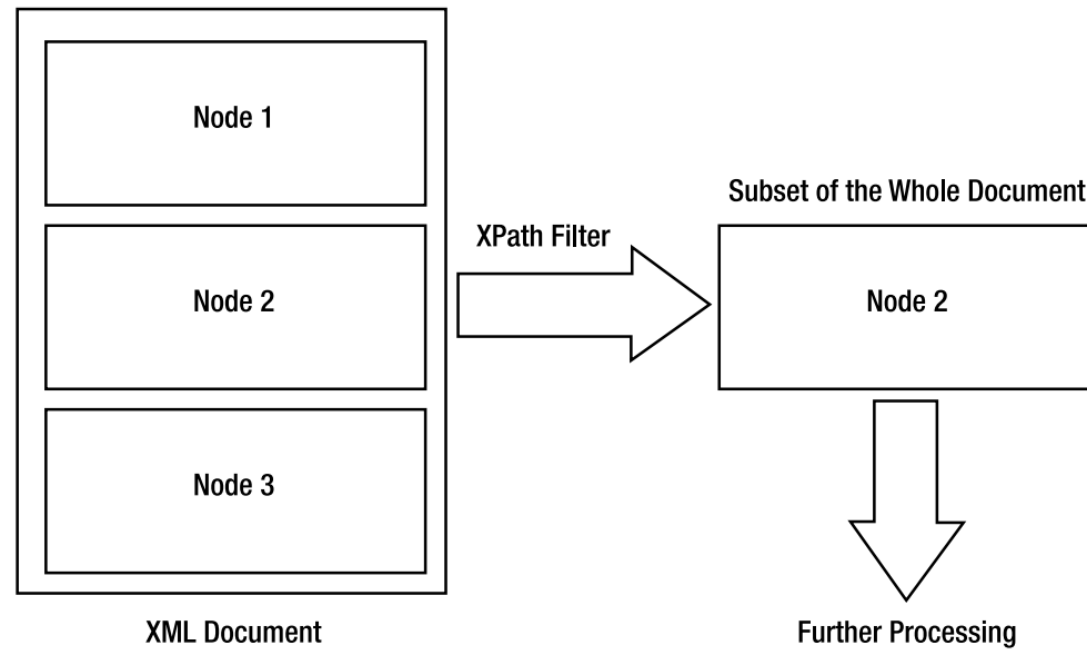 Node 1
Node 2
Node 3
XML Document
XPath Filter
Subset of the Whole Document
Node 2
Further Processing